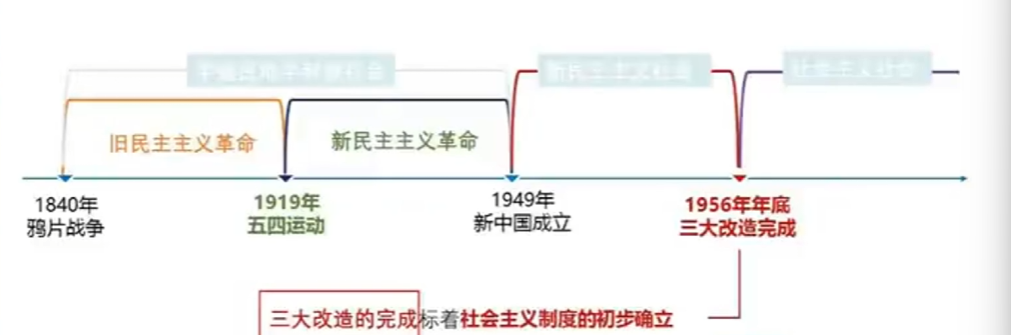 半殖民地半封建社会
新民主主义社会
社会主义社会
旧民主主义革命
新民主主义革命
1840年
鸦片战争
1919年
五四运动
1949年
新中国成立
1956年年底
三大改造完成
三大改造的完成标着社会主义制度的初步确立